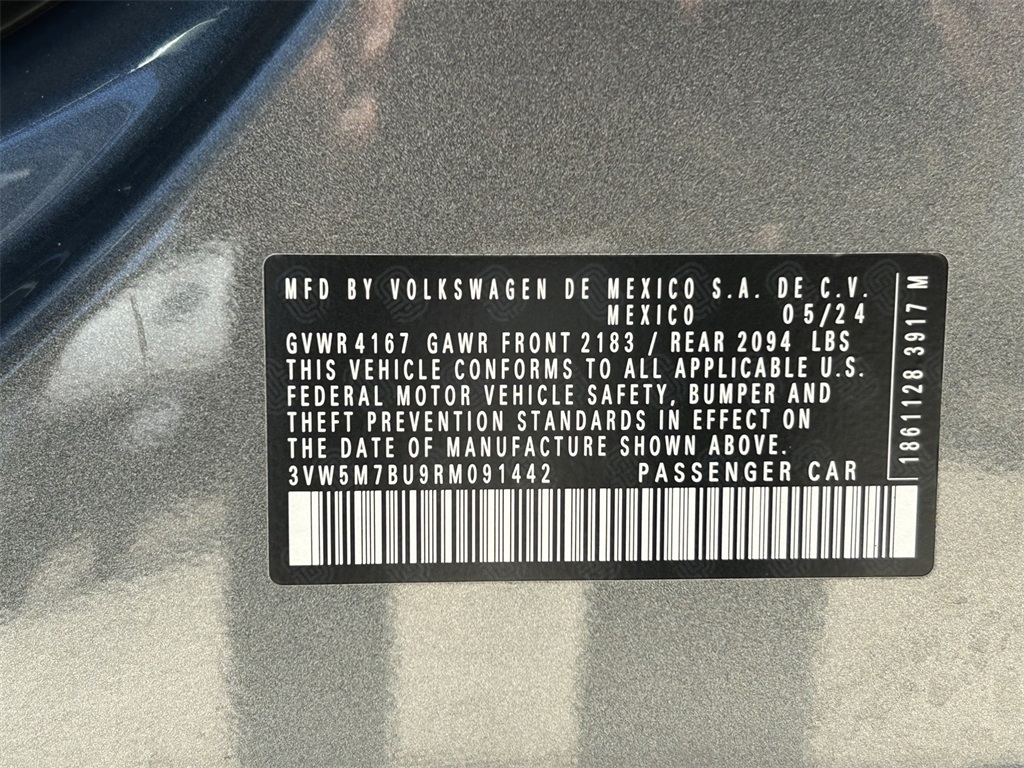 MFD BY VOLKSWAGEN DE MEXICO S.A. DE C.V.
MEXICO 05/24
GVWR 4167 GAWR FRONT 2183 / REAR 2094 LBS
THIS VEHICLE CONFORMS TO ALL APPLICABLE U.S.
FEDERAL MOTOR VEHICLE SAFETY, BUMPER AND
THEFT PREVENTION STANDARDS IN EFFECT ON
THE DATE OF MANUFACTURE SHOWN ABOVE.
3VW5M7BU9RM091442 PASSENGER CAR
1861128 3917 M